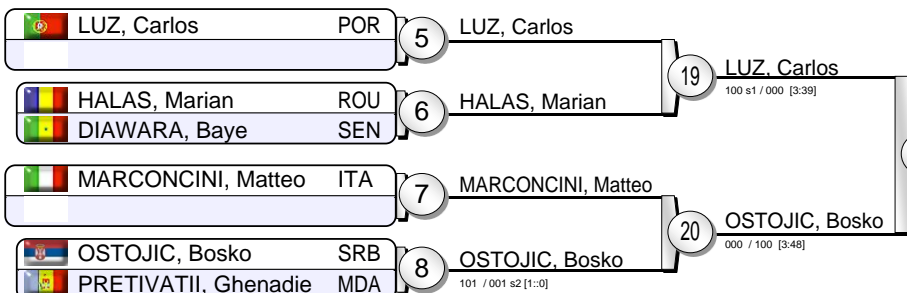 LUZ, Carlos POR
5
LUZ, Carlos
19
LUZ, Carlos
100 s1 / 000 [3:39]
HALAS, Marian ROU
DIAWARA, Baye SEN
6
HALAS, Marian
MARCONCINI, Matteo ITA
7
MARCONCINI, Matteo
20
OSTOJIC, Bosko
000 / 100 [3:48]
OSTOJIC, Bosko SRB
PRETIVATII, Ghenadie MDA
8
OSTOJIC, Bosko
101 / 001 s2 [1::0]